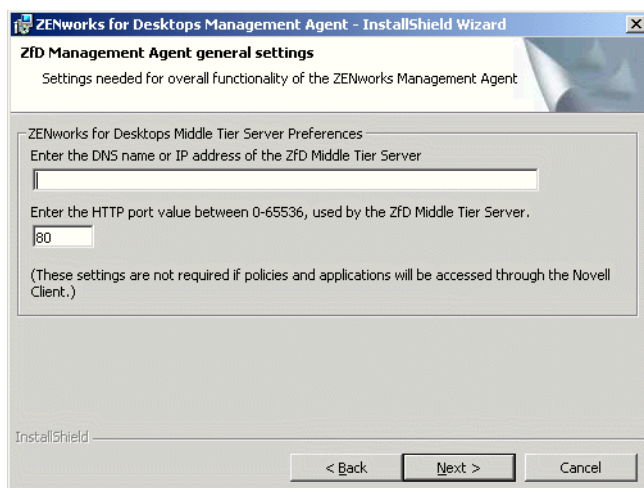 ZENworks for Desktops Management Agent - InstallShield Wizard
ZfD Management Agent general settings
Settings needed for overall functionality of the ZENworks Management Agent
ZENworks for Desktops Middle Tier Server Preferences
Enter the DNS name or IP address of the ZfD Middle Tier Server
Enter the HTTP port value between 0-65536, used by the ZfD Middle Tier Server.
80
(These settings are not required if policies and applications will be accessed through the Novell
Client.)
InstallShield
< Back Next > Cancel